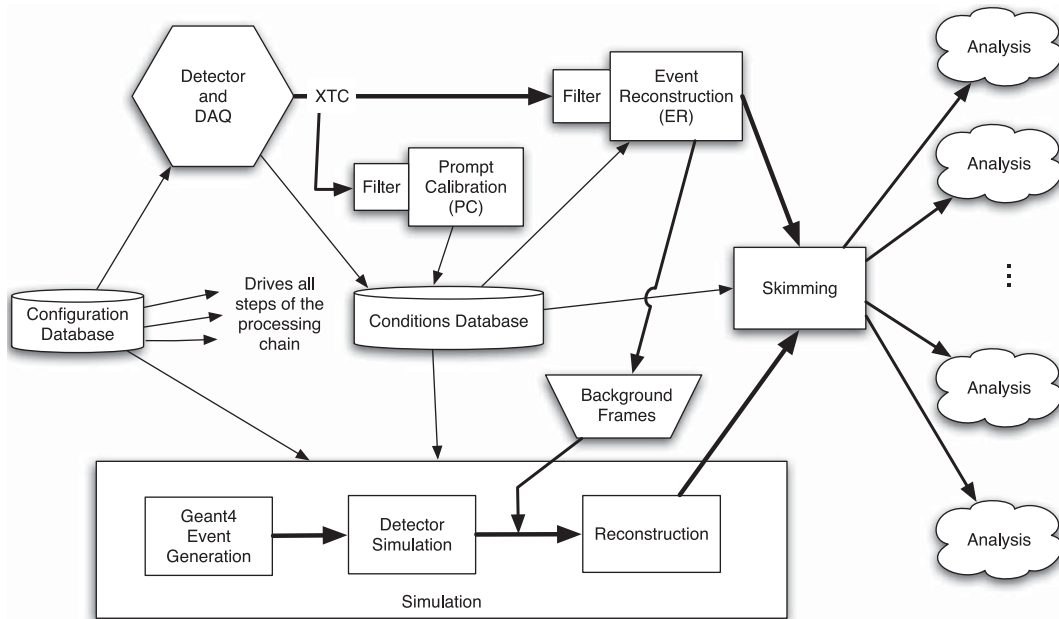 Detector
and
DAQ
XTC
Filter
Event
Reconstruction
(ER)
Filter
Prompt
Calibration
(PC)
Analysis
Analysis
Configuration
Database
Drives all
steps of the
processing
chain
Conditions Database
Skimming
Background
Frames
Analysis
Analysis
Geant4
Event
Generation
Detector
Simulation
Reconstruction
Simulation